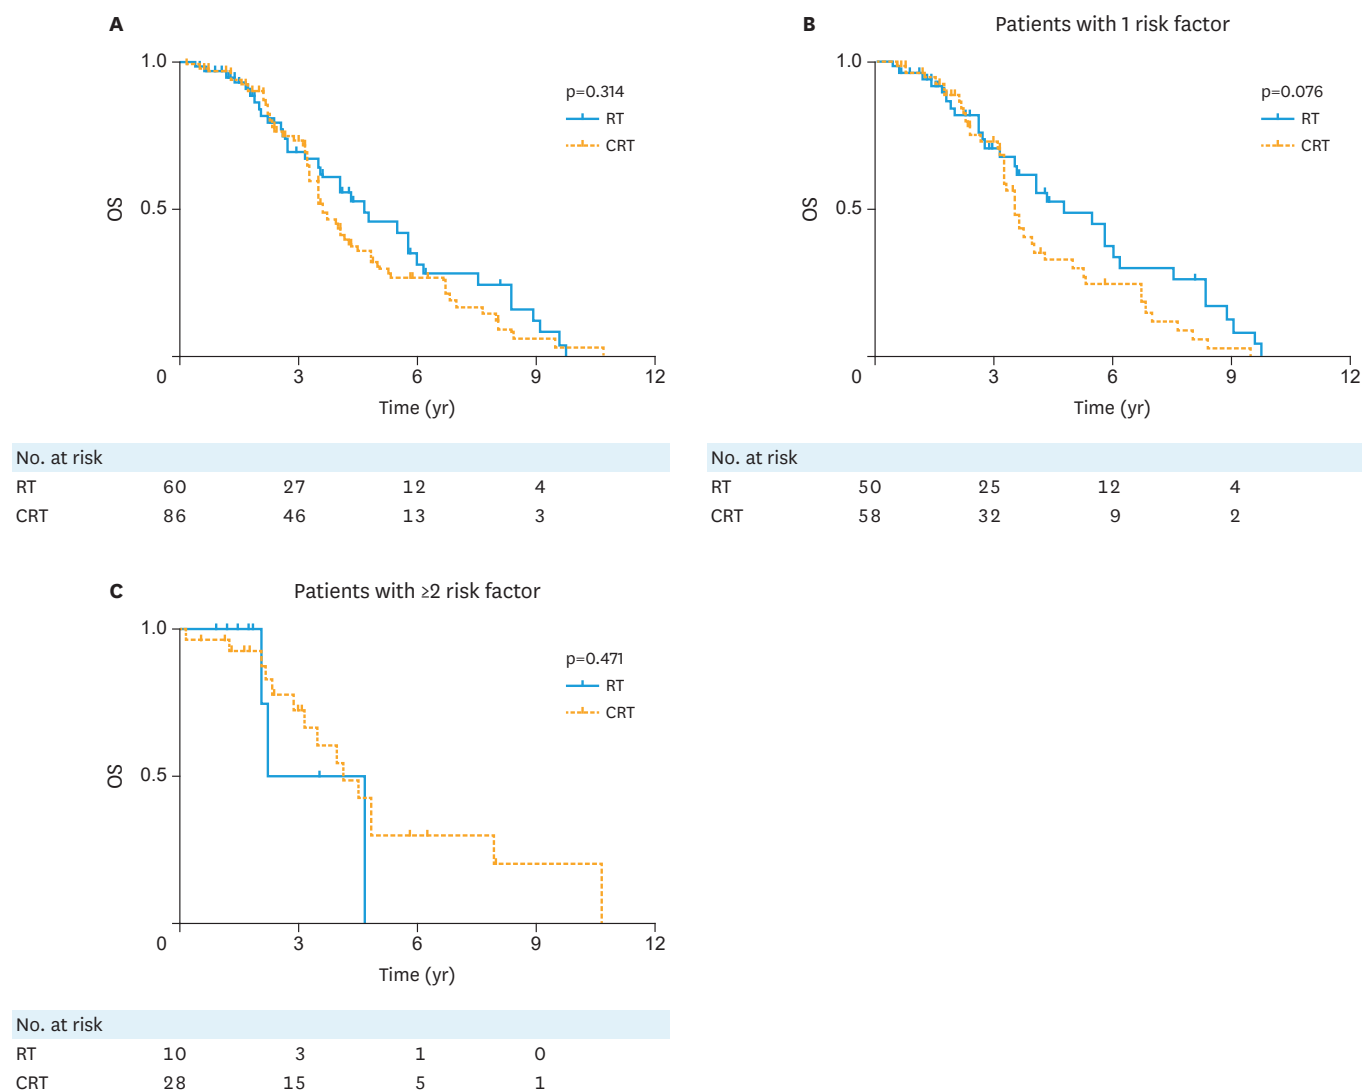 A
1.0
0.5
OS
p=0.314
RT
CRT
0 3 6 9 12
Time (yr)
No. at risk
RT 60 27 12 4
CRT 86 46 13 3
B Patients with 1 risk factor
1.0
0.5
OS
p=0.076
RT
CRT
0 3 6 9 12
Time (yr)
No. at risk
RT 50 25 12 4
CRT 58 32 9 2
C Patients with ≥2 risk factor
1.0
0.5
OS
p=0.471
RT
CRT
0 3 6 9 12
Time (yr)
No. at risk
RT 10 3 1 0
CRT 28 15 5 1